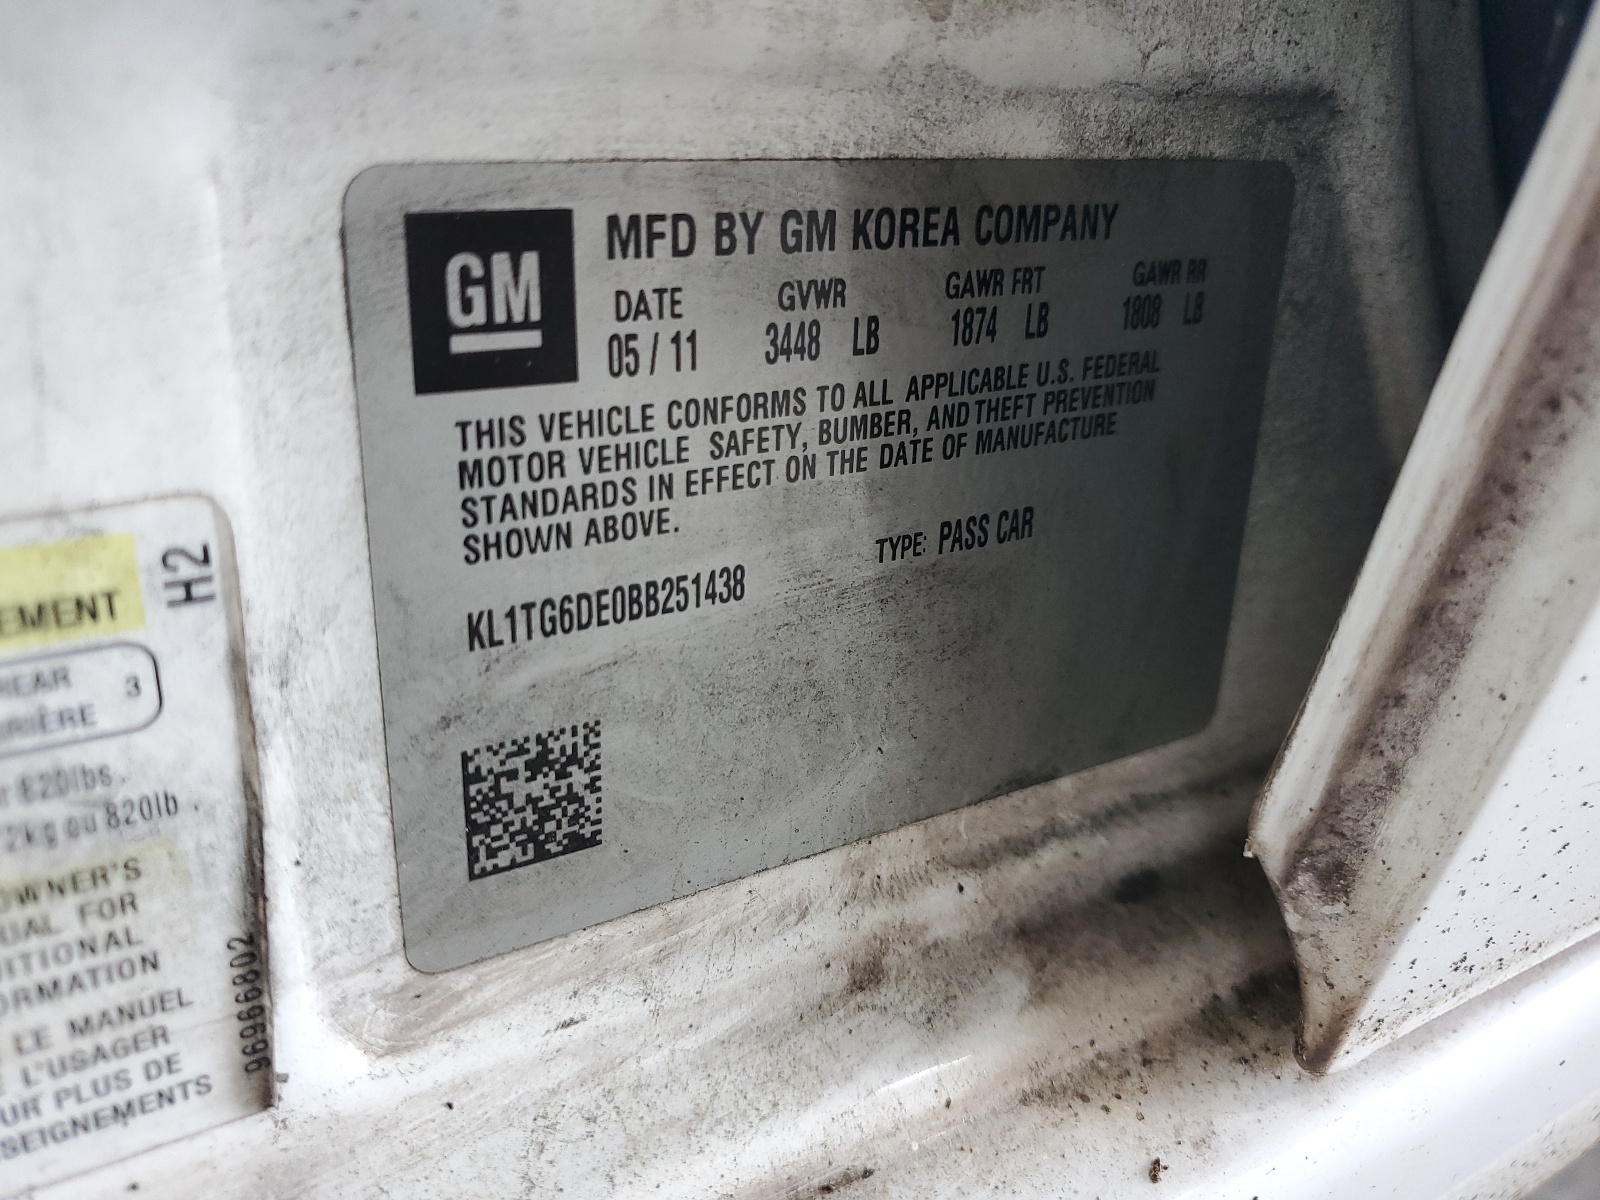 GM
MFD BY GM KOREA COMPANY
DATE GVWR GAWR FRT GAWR RR
05 / 11 3448 LB 1874 LB 1808 LB
THIS VEHICLE CONFORMS TO ALL APPLICABLE U.S. FEDERAL
MOTOR VEHICLE SAFETY, BUMBER, AND THEFT PREVENTION
STANDARDS IN EFFECT ON THE DATE OF MANUFACTURE
SHOWN ABOVE.
KL1TG6DE0BB251438 TYPE: PASS CAR
H2
EMENT
REAR 3
RRIÈRE
r 820lbs.
2kg ou 820lb.
OWNER'S
UAL FOR
DITIONAL
ORMATION
LE MANUEL
L'USAGER
UR PLUS DE
SEIGNEMENTS
96966802